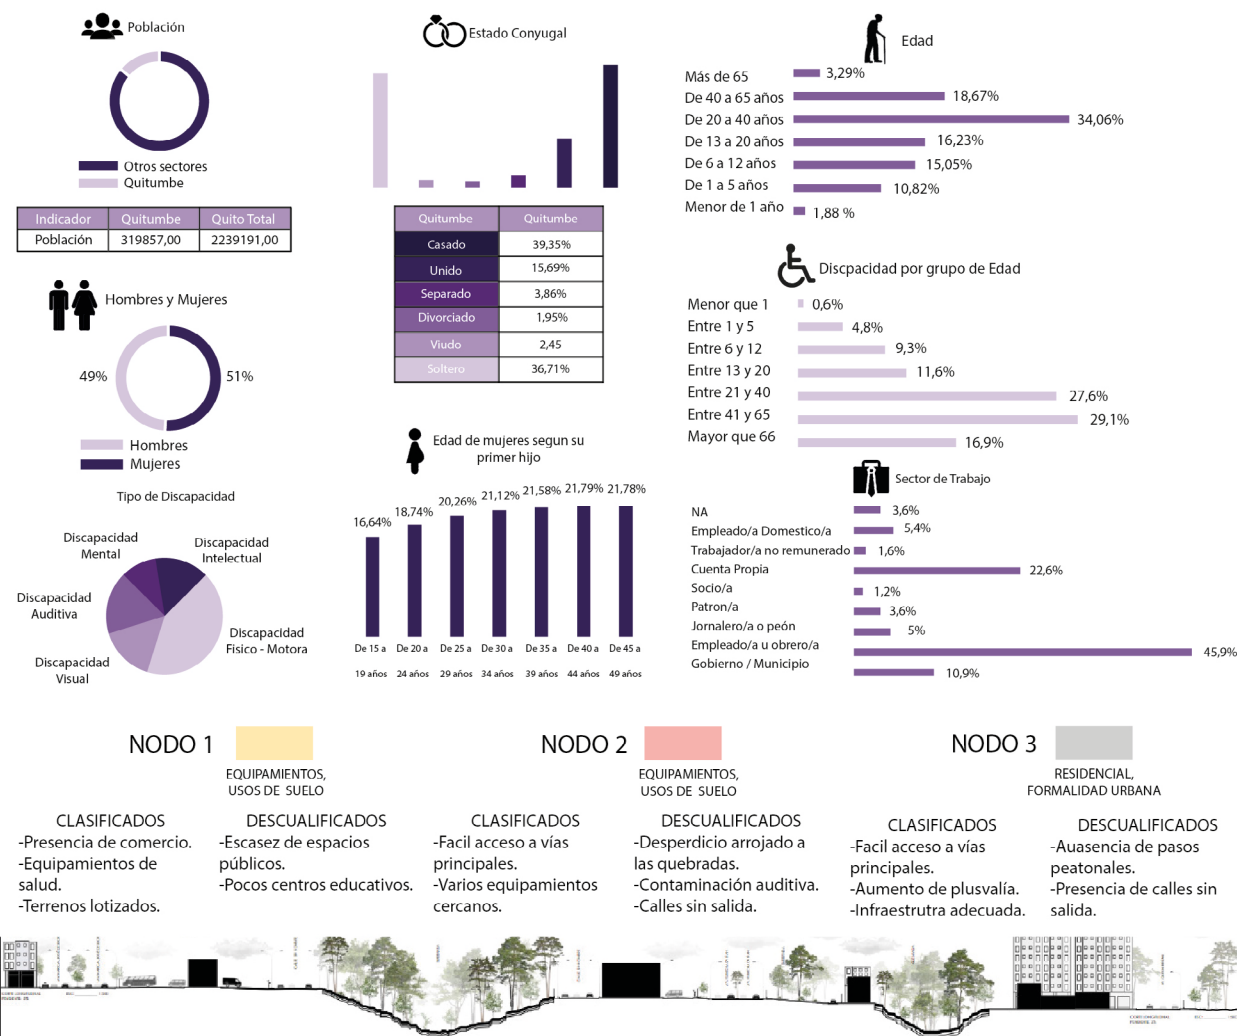 Población
Otros sectores
Quitumbe
Indicador Quitumbe Quito Total
Población 319857,00 2239191,00
Hombres y Mujeres
49% 51%
Hombres
Mujeres
Tipo de Discapacidad
Discapacidad
Mental
Discapacidad
Intelectual
Discapacidad
Auditiva
Discapacidad
Fisico - Motora
Discapacidad
Visual
Estado Conyugal
Quitumbe Quitumbe
Casado 39,35%
Unido 15,69%
Separado 3,86%
Divorciado 1,95%
Viudo 2,45
Soltero 36,71%
Edad de mujeres segun su
primer hijo
16,64% 18,74% 20,26% 21,12% 21,58% 21,79% 21,78%
De 15 a De 20 a De 25 a De 30 a De 35 a De 40 a De 45 a
19 años 24 años 29 años 34 años 39 años 44 años 49 años
Edad
Más de 65 3,29%
De 40 a 65 años 18,67%
De 20 a 40 años 34,06%
De 13 a 20 años 16,23%
De 6 a 12 años 15,05%
De 1 a 5 años 10,82%
Menor de 1 año 1,88 %
Discpacidad por grupo de Edad
Menor que 1 0,6%
Entre 1 y 5 4,8%
Entre 6 y 12 9,3%
Entre 13 y 20 11,6%
Entre 21 y 40 27,6%
Entre 41 y 65 29,1%
Mayor que 66 16,9%
Sector de Trabajo
NA 3,6%
Empleado/a Domestico/a 5,4%
Trabajador/a no remunerado 1,6%
Cuenta Propia 22,6%
Socio/a 1,2%
Patron/a 3,6%
Jornalero/a o peón 5%
Empleado/a u obrero/a 45,9%
Gobierno / Municipio 10,9%
NODO 1
EQUIPAMIENTOS,
USOS DE SUELO
CLASIFICADOS
-Presencia de comercio.
-Equipamientos de
salud.
-Terrenos lotizados.
DESCUALIFICADOS
-Escasez de espacios
públicos.
-Pocos centros educativos.
NODO 2
EQUIPAMIENTOS,
USOS DE SUELO
CLASIFICADOS
-Facil acceso a vías
principales.
-Varios equipamientos
cercanos.
DESCUALIFICADOS
-Desperdicio arrojado a
las quebradas.
-Contaminación auditiva.
-Calles sin salida.
NODO 3
RESIDENCIAL,
FORMALIDAD URBANA
CLASIFICADOS
-Facil acceso a vías
principales.
-Aumento de plusvalía.
-Infraestrutra adecuada.
DESCUALIFICADOS
-Auasencia de pasos
peatonales.
-Presencia de calles sin
salida.